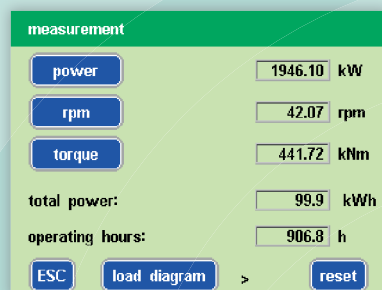 measurement
power 1946.10 kW
rpm 42.07 rpm
torque 441.72 kNm
total power: 99.9 kWh
operating hours: 906.8 h
ESC load diagram > reset